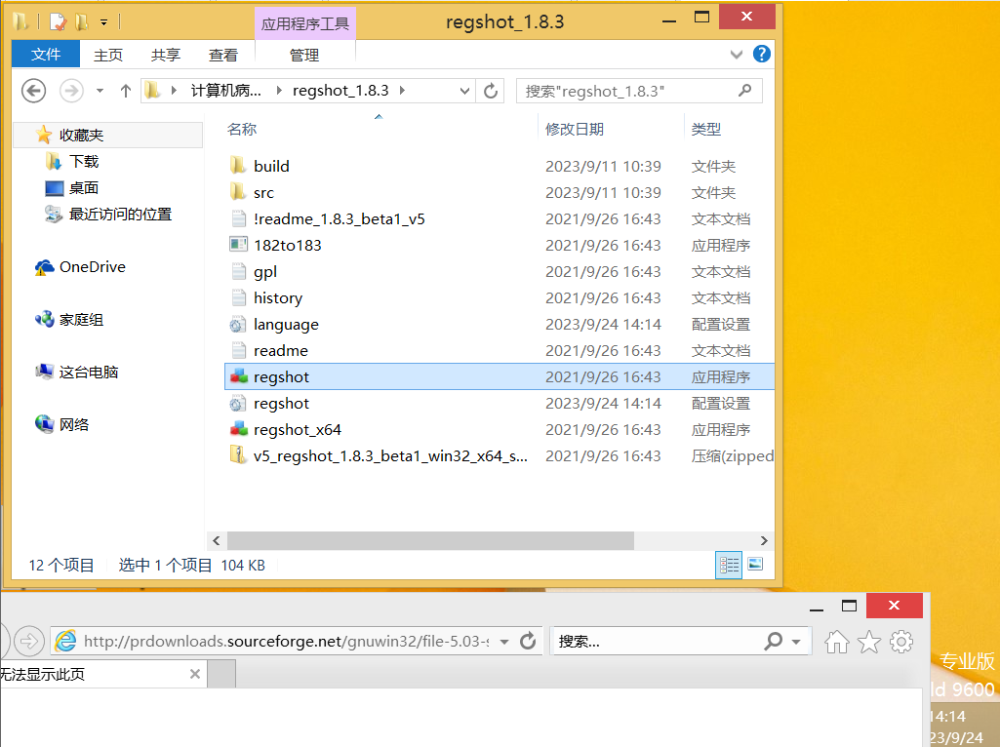 应用程序工具
regshot_1.8.3
文件 主页 共享 查看 管理
计算机病... regshot_1.8.3 搜索"regshot_1.8.3"
名称 修改日期 类型
收藏夹
下载
桌面
最近访问的位置
OneDrive
家庭组
这台电脑
网络
build 2023/9/11 10:39 文件夹
src 2023/9/11 10:39 文件夹
!readme_1.8.3_beta1_v5 2021/9/26 16:43 文本文档
182to183 2021/9/26 16:43 应用程序
gpl 2021/9/26 16:43 文本文档
history 2021/9/26 16:43 文本文档
language 2023/9/24 14:14 配置设置
readme 2021/9/26 16:43 文本文档
regshot 2021/9/26 16:43 应用程序
regshot 2023/9/24 14:14 配置设置
regshot_x64 2021/9/26 16:43 应用程序
v5_regshot_1.8.3_beta1_win32_x64_s... 2021/9/26 16:43 压缩(zipped
12 个项目 选中 1 个项目 104 KB
http://prdownloads.sourceforge.net/gnuwin32/file-5.03-s 搜索...
无法显示此页
专业版
ld 9600
14:14
23/9/24